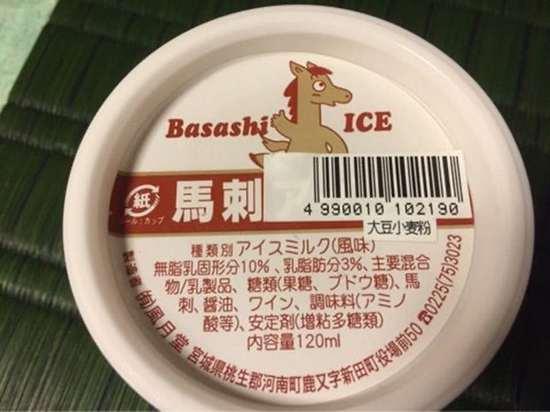 Basashi ICE
馬刺
4 990010 102190
大豆小麦粉
紙
種類別 アイスミルク(風味)
無脂乳固形分10%、乳脂肪分3%、主要混合
物/乳製品、糖類(果糖、ブドウ糖)、馬
刺、醤油、ワイン、調味料(アミノ
酸等)、安定剤(増粘多糖類)
内容量120ml
製造者 (有)風月堂 宮城県桃生郡河南町鹿又字新田町役場前50 ☎0225(75)3023